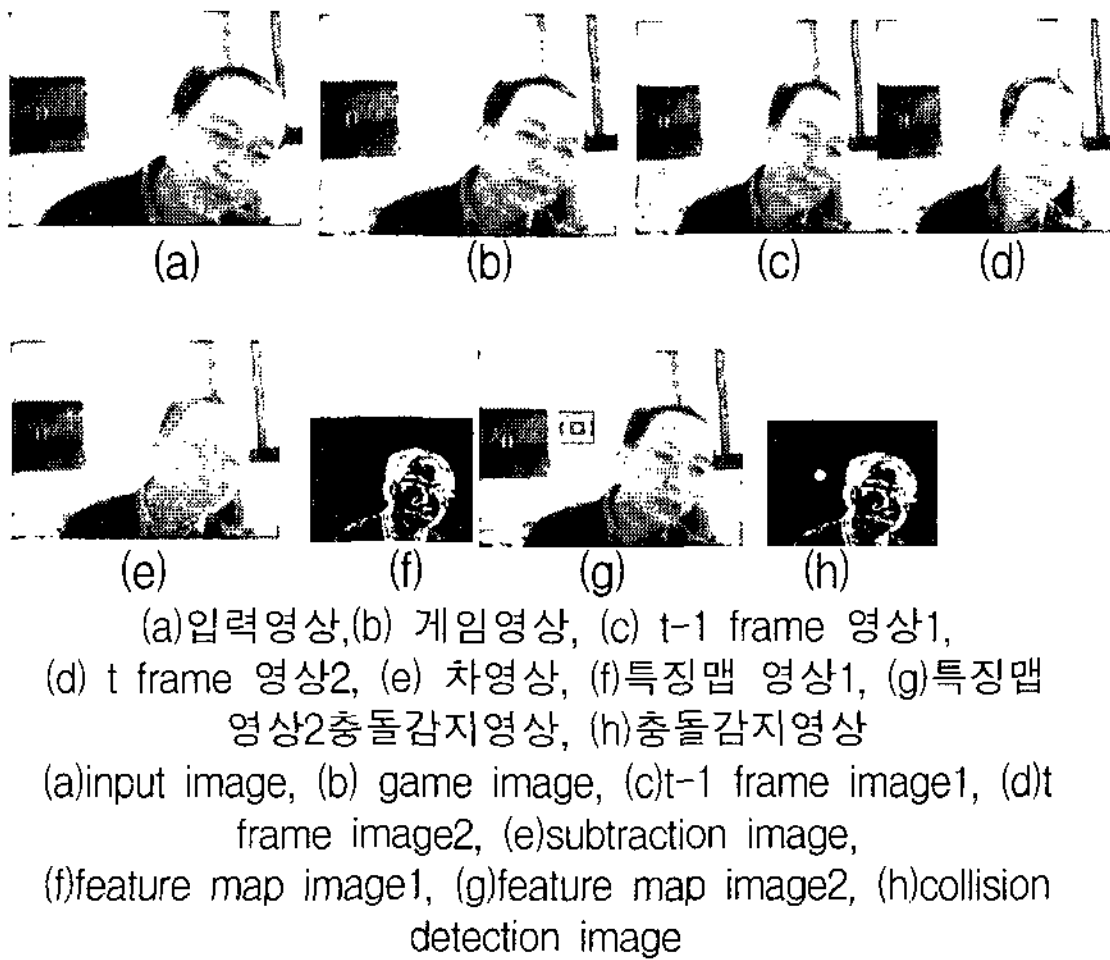 (a) (b) (c) (d)
(e) (f) (g) (h)
(a)입력영상,(b) 게임영상, (c) t-1 frame 영상1,
(d) t frame 영상2, (e) 차영상, (f)특징맵 영상1, (g)특징맵
영상2충돌감지영상, (h)충돌감지영상
(a)input image, (b) game image, (c)t-1 frame image1, (d)t
frame image2, (e)subtraction image,
(f)feature map image1, (g)feature map image2, (h)collision
detection image